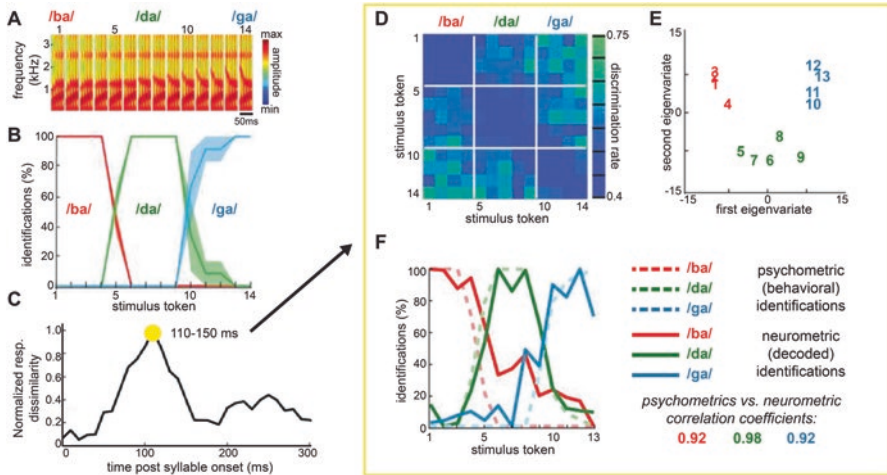 A
/ba/ /da/ /ga/
1 5 10 14
frequency
(kHz)
3
2
1
max
amplitude
min
50ms
B
identifications (%)
100
80
60
40
20
0
/ba/ /da/ /ga/
1 5 10 14
stimulus token
C
Normalized resp.
dissimilarity
1.0
0.8
0.6
0.4
0.2
0
110-150 ms
0 100 200 300
time post syllable onset (ms)
D
/ba/ /da/ /ga/
stimulus token
1
5
10
14
1 5 10 14
stimulus token
0.75
discrimination rate
0.4
E
second eigenvariate
15
0
-15
3
1
4
5 7 6 8 9
12
13
11
10
-15 0 15
first eigenvariate
F
identifications (%)
100
80
60
40
20
0
1 5 10 13
stimulus token
/ba/ psychometric
/da/ (behavioral)
/ga/ identifications
/ba/ neurometric
/da/ (decoded)
/ga/ identifications
psychometrics vs. neurometric
correlation coefficients:
0.92 0.98 0.92